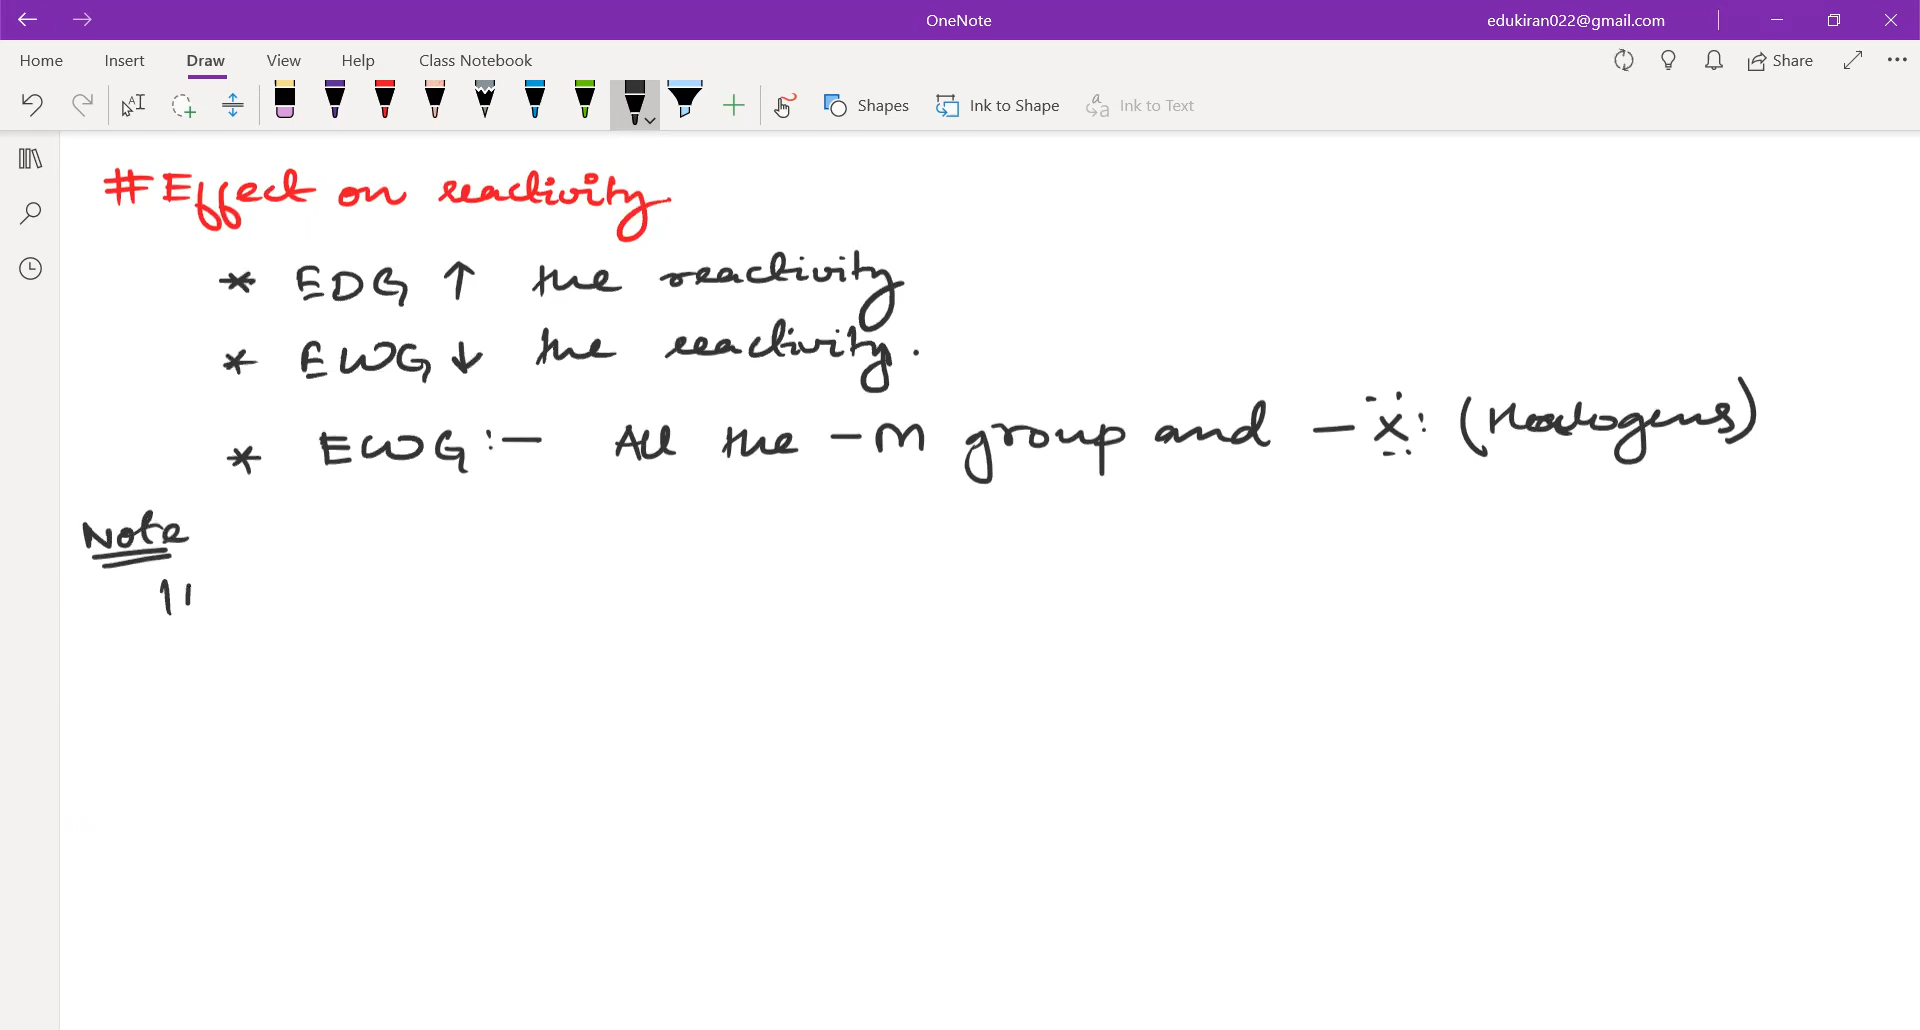 OneNote
edukiran022@gmail.com
Home Insert Draw View Help Class Notebook
Share
Shapes Ink to Shape Ink to Text
#Effect on reactivity
* EDG ↑ the reactivity
* EWG ↓ the reactivity.
* EWG :- All the -M group and -Ẍ: (Halogens)
Note
11